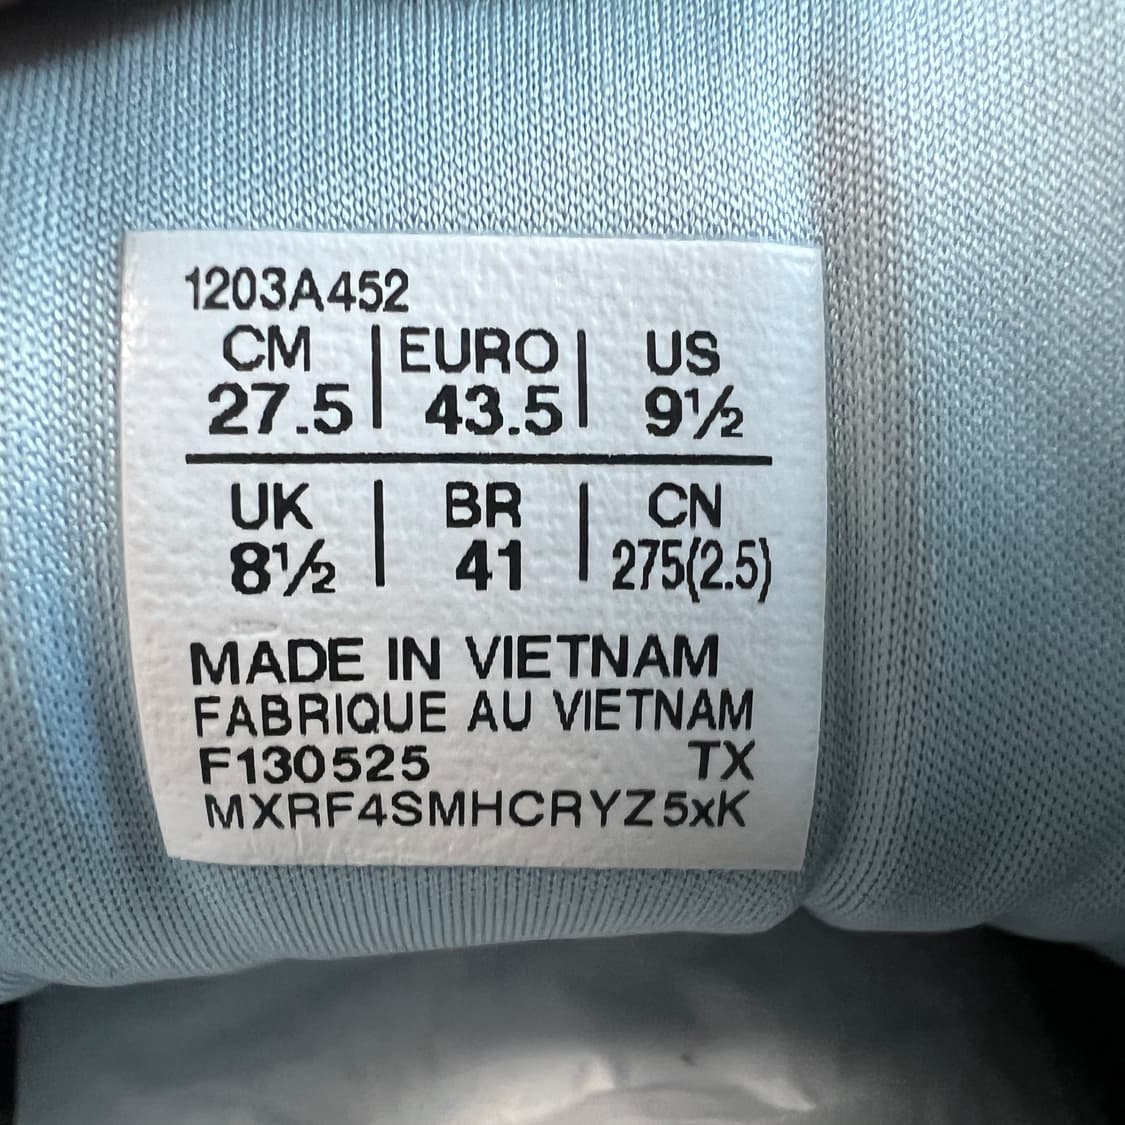 1203A452
CM | EURO | US
27.5 | 43.5 | 9½
UK | BR | CN
8½ | 41 | 275(2.5)
MADE IN VIETNAM
FABRIQUE AU VIETNAM
F130525 TX
MXRF4SMHCRYZ5xK